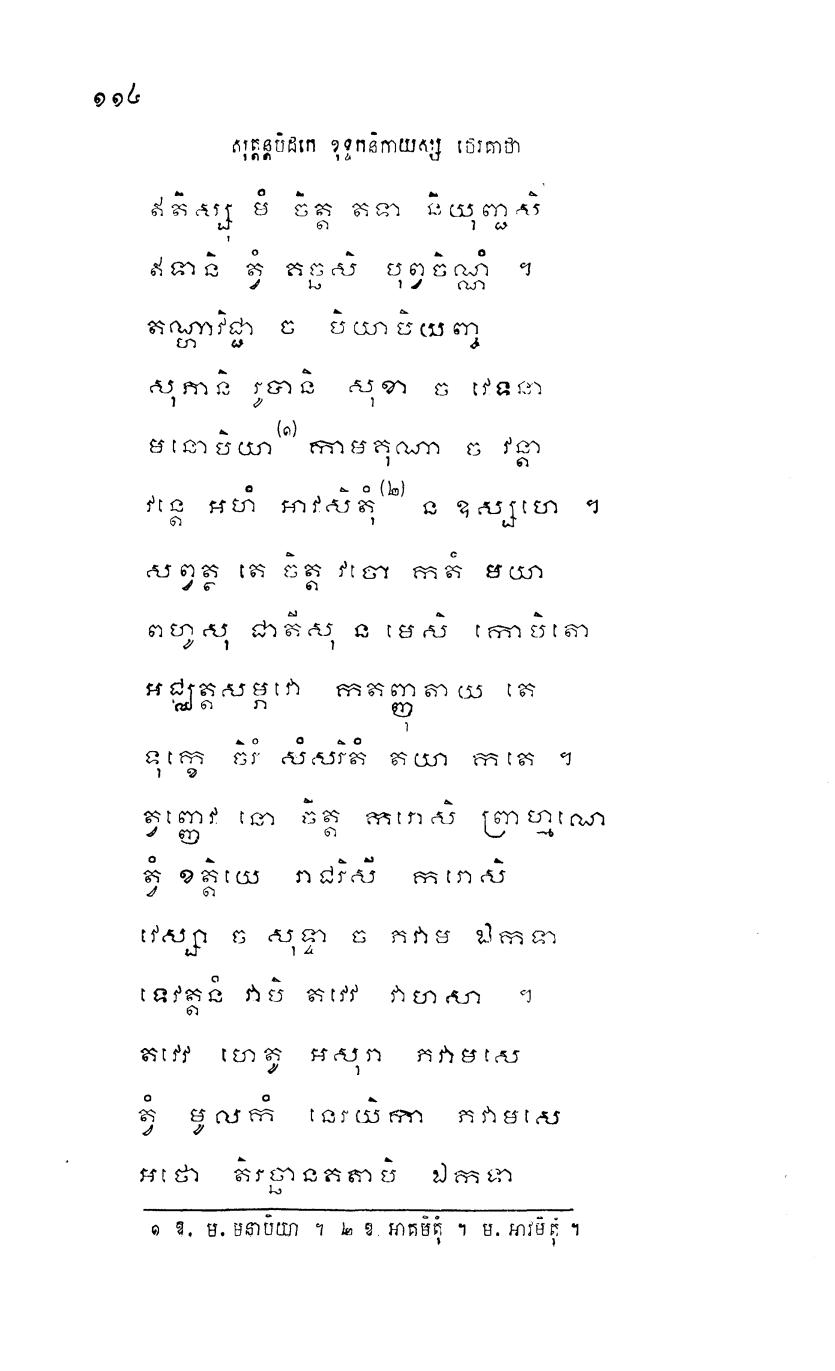 ១១៤
សុត្តន្តបិដកេ ខុទ្ទកនិកាយស្ស ថេរគាថា
ឥតិស្សុ មំ ចិត្ត តទា និយុញ្ជសិ
ឥទានិ ត្វំ គច្ឆសិ បុព្វចិណ្ណំ ។
តណ្ហាវិជ្ជា ច បិយាបិយញ្ច
សុភានិ រូបានិ សុខា ច វេទនា
មនោបិយា(១) កាមគុណា ច វន្តា
វន្តេ អហំ អាវសិតុំ(២) ន ឧស្សហេ ។
សព្វត្ថ តេ ចិត្ត វចោ កតំ មយា
ពហូសុ ជាតីសុ ន មេសិ កោបិតោ
អជ្ឈត្តសម្ភវោ កតញ្ញុតាយ តេ
ទុក្ខេ ចិរំ សំសរិតំ តយា កតេ ។
ត្វញ្ញេវ នោ ចិត្ត ករោសិ ព្រាហ្មណេ
ត្វំ ខត្តិយេ រាជរិសី ករោសិ
វេស្សា ច សុទ្ទា ច ភវាម ឯកទា
ទេវត្តនំ វាបិ តវេវ វាហសា ។
តវេវ ហេតូ អសុរា ភវាមសេ
ត្វំ មូលកំ នេរយិកា ភវាមសេ
អថោ តិរច្ឆានគតាបិ ឯកទា
១ ឱ. ម. មនាបិយា ។ ២ ឱ. អាគមិតុំ ។ ម. អាវមិតុំ ។